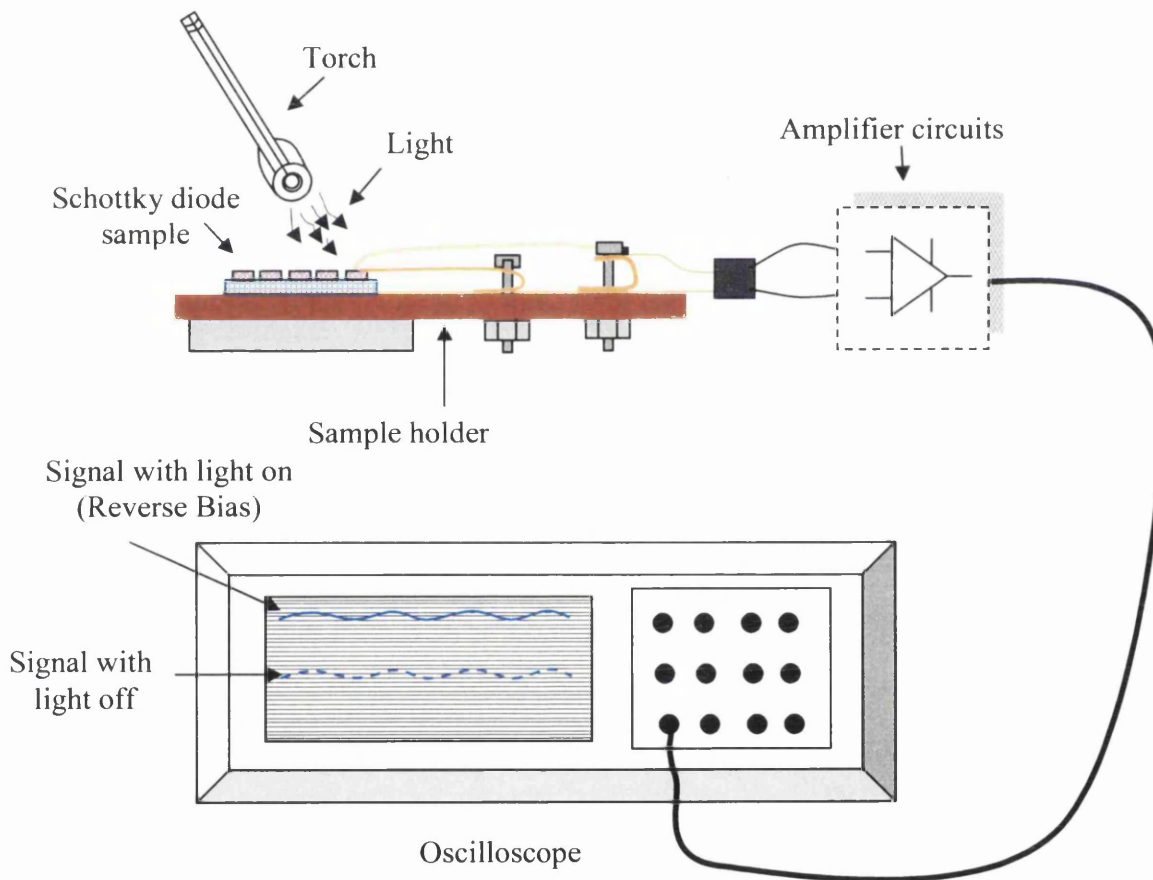 Torch
Light
Amplifier circuits
Schottky diode
sample
Sample holder
Signal with light on
(Reverse Bias)
Signal with
light off
Oscilloscope